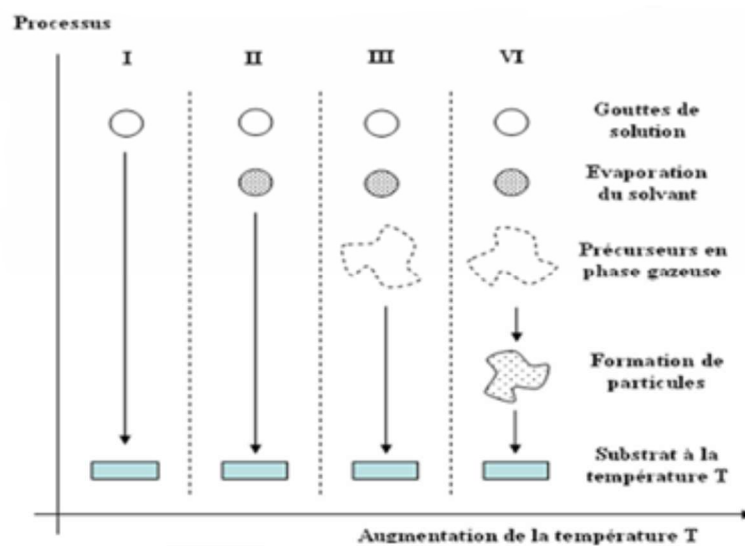 Processus
I II III VI
Gouttes de
solution
Evaporation
du solvant
Précurseurs en
phase gazeuse
Formation de
particules
Substrat à la
température T
Augmentation de la température T